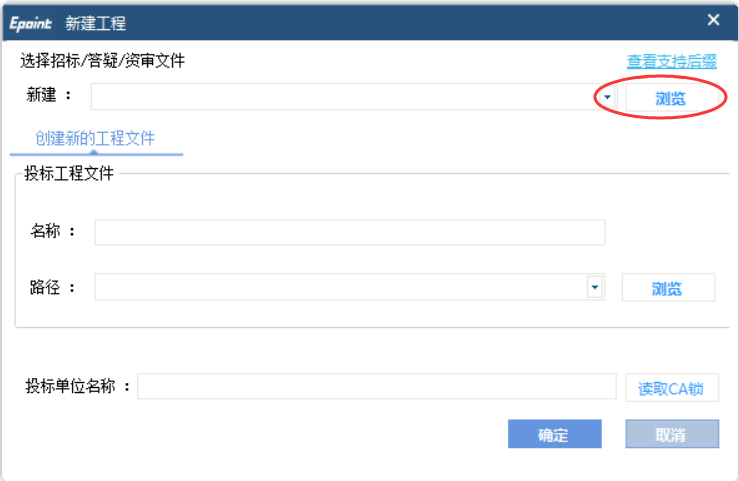 Epoint 新建工程
选择招标/答疑/资审文件 查看支持后缀
新建： 浏览
创建新的工程文件
投标工程文件
名称：
路径： 浏览
投标单位名称： 读取CA锁
确定 取消